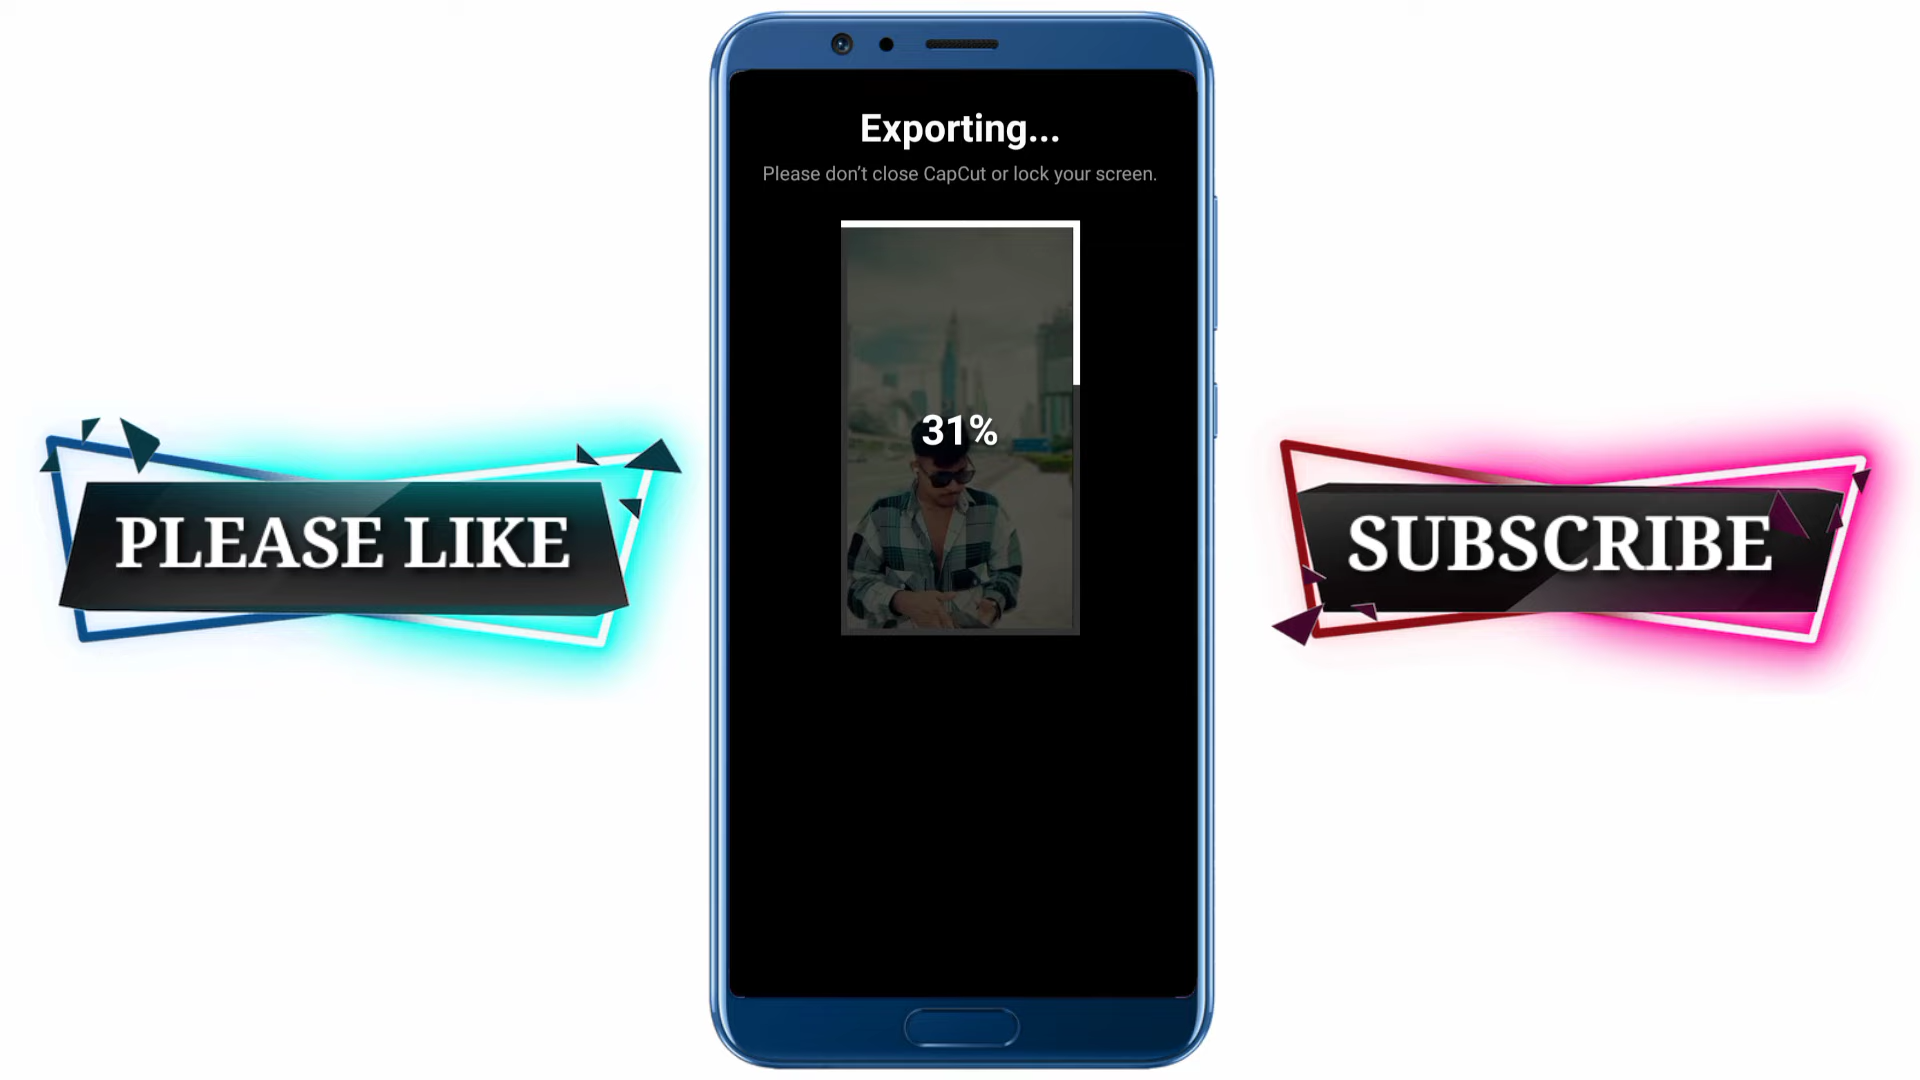 Exporting...
Please don’t close CapCut or lock your screen.
31%
PLEASE LIKE
SUBSCRIBE